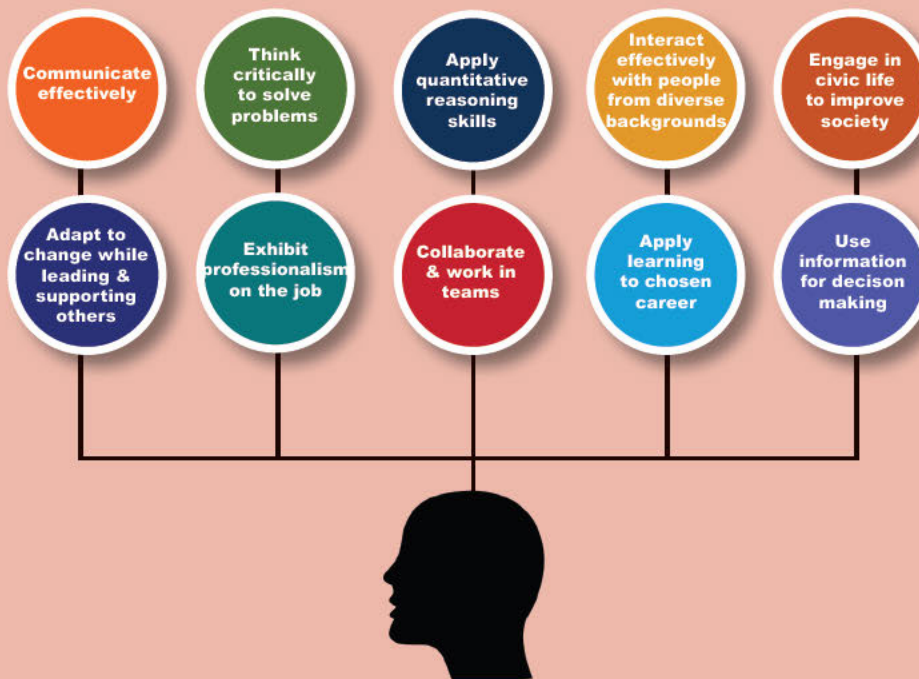 Communicate
effectively
Think
critically
to solve
problems
Apply
quantitative
reasoning
skills
Interact
effectively
with people
from diverse
backgrounds
Engage in
civic life
to improve
society
Adapt to
change while
leading &
supporting
others
Exhibit
professionalism
on the job
Collaborate
& work in
teams
Apply
learning
to chosen
career
Use
information
for decison
making